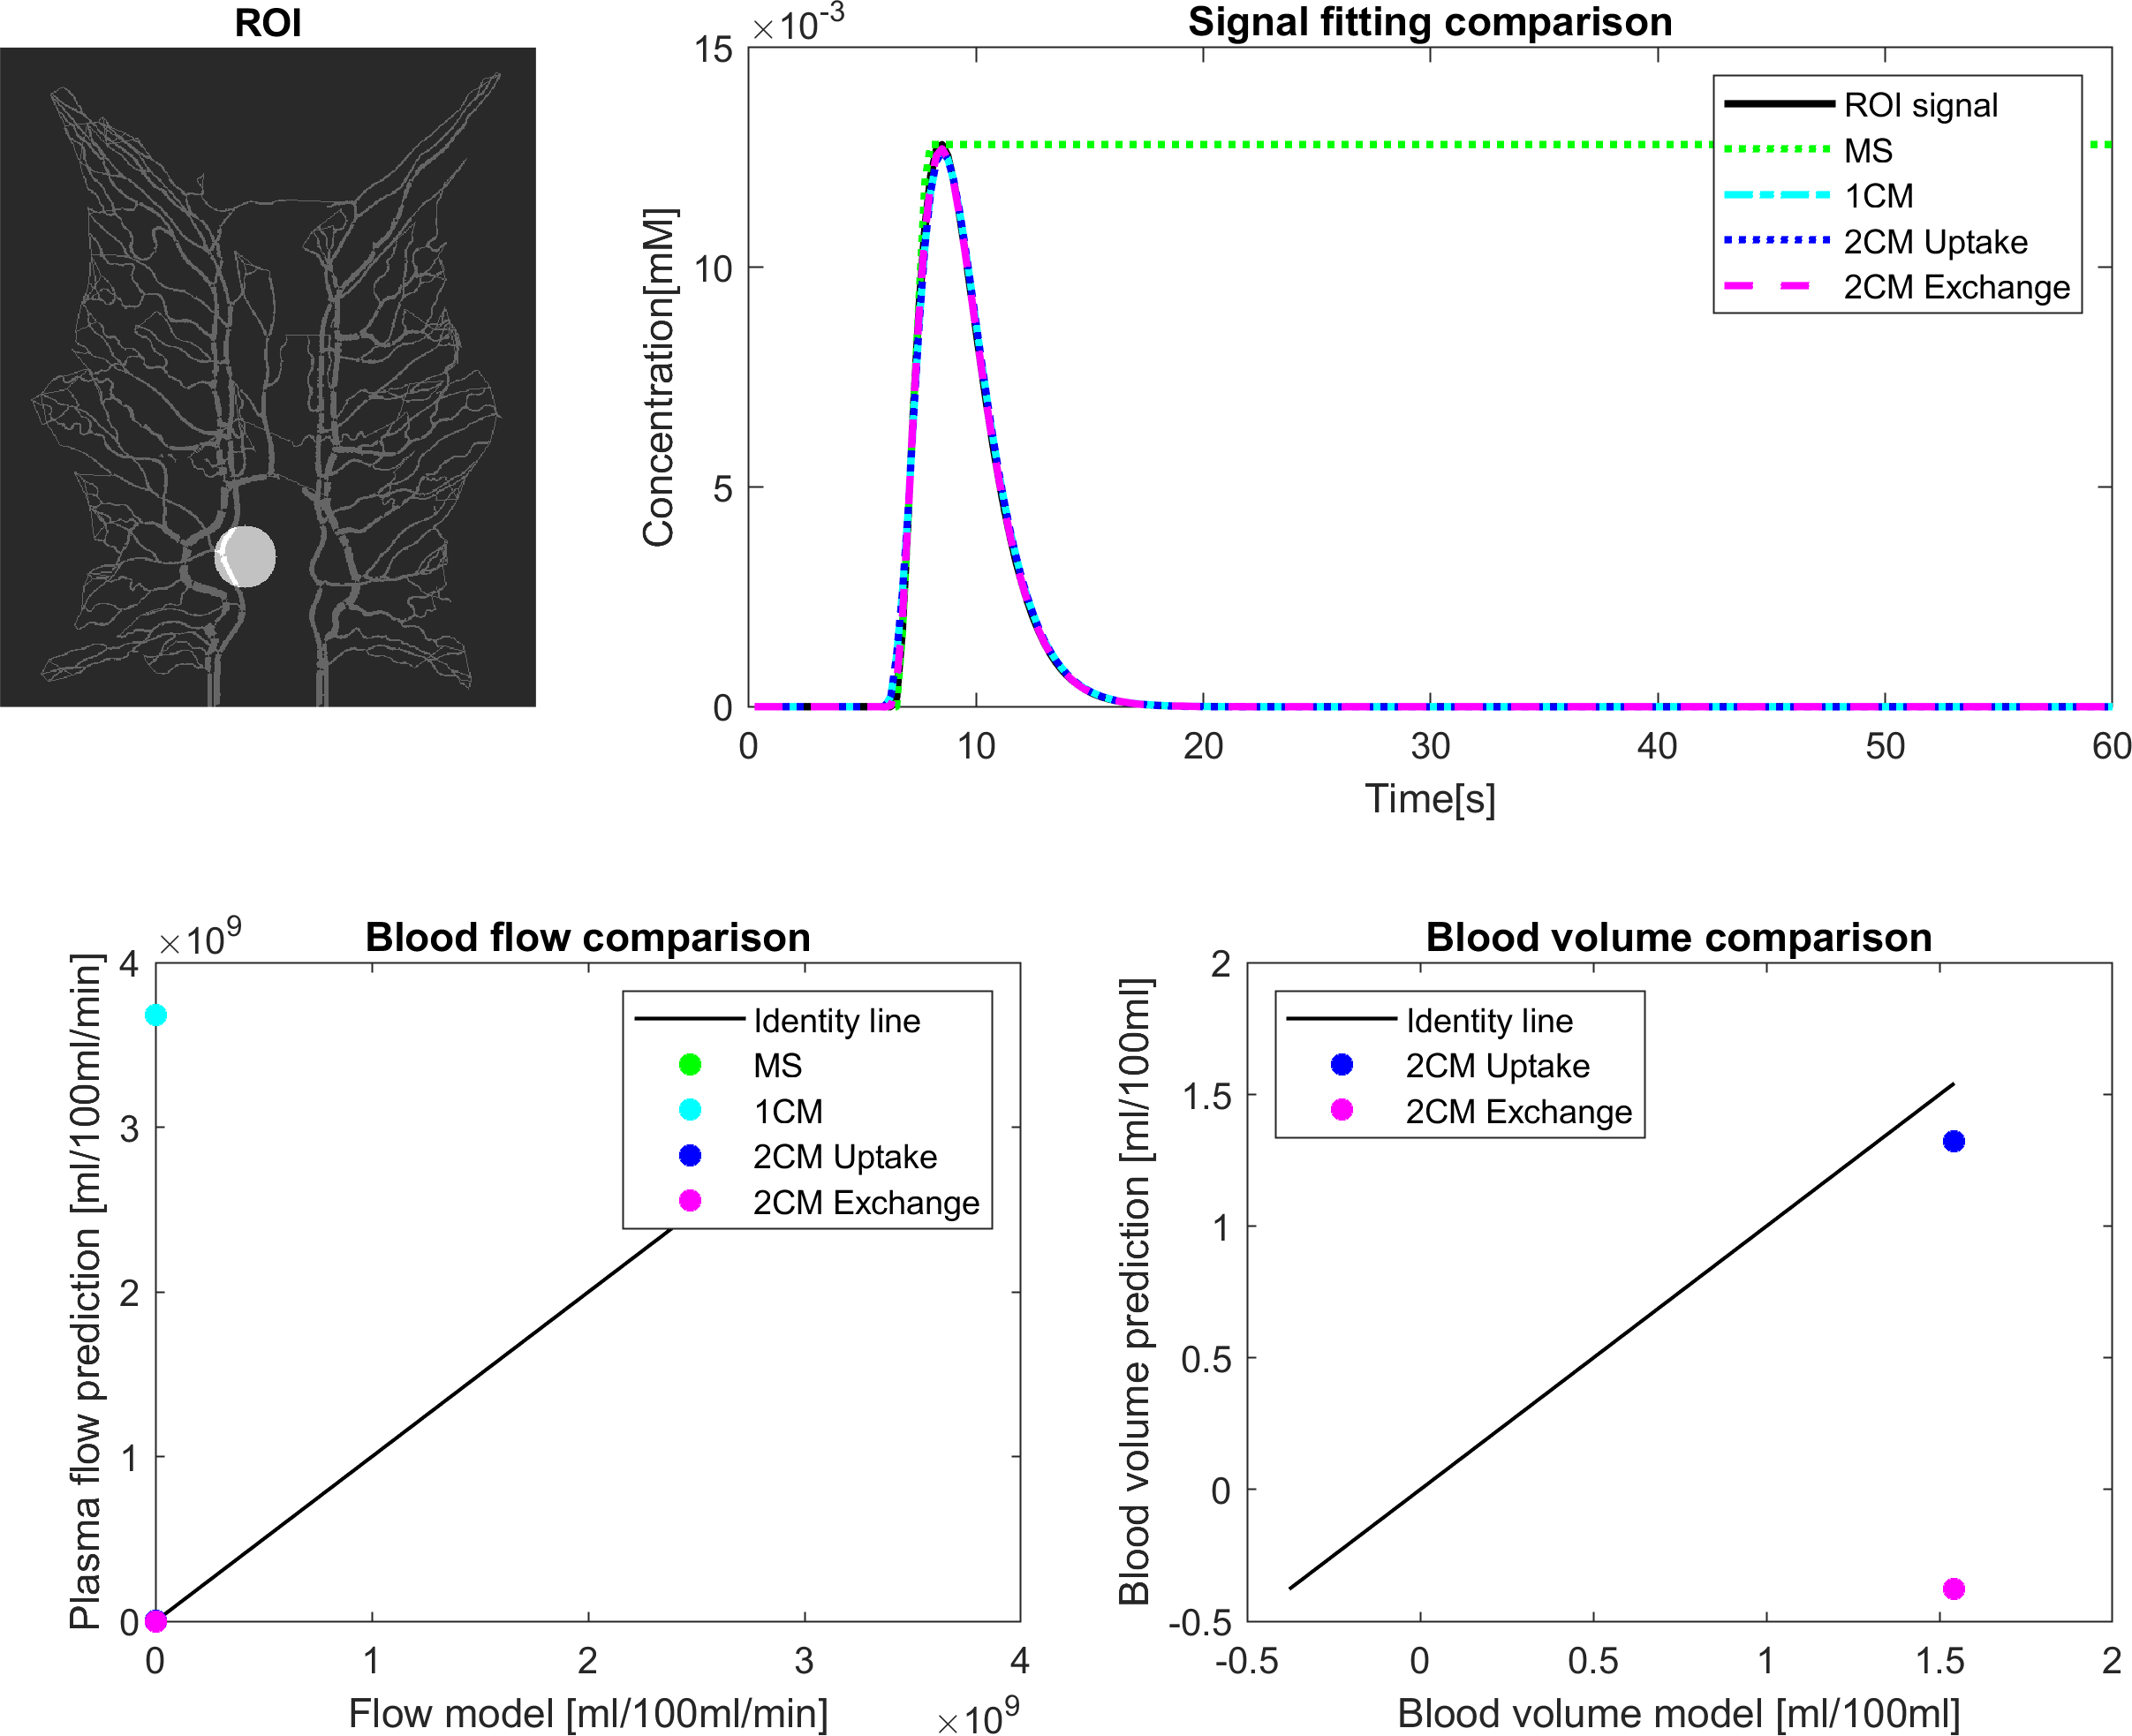 ROI
Signal fitting comparison
×10-3
15
10
5
0
Concentration[mM]
0 10 20 30 40 50 60
Time[s]
ROI signal
MS
1CM
2CM Uptake
2CM Exchange
Blood flow comparison
×109
4
3
2
1
0
Plasma flow prediction [ml/100ml/min]
0 1 2 3 4
Flow model [ml/100ml/min]
×109
Identity line
MS
1CM
2CM Uptake
2CM Exchange
Blood volume comparison
2
1.5
1
0.5
0
-0.5
Blood volume prediction [ml/100ml]
-0.5 0 0.5 1 1.5 2
Blood volume model [ml/100ml]
Identity line
2CM Uptake
2CM Exchange